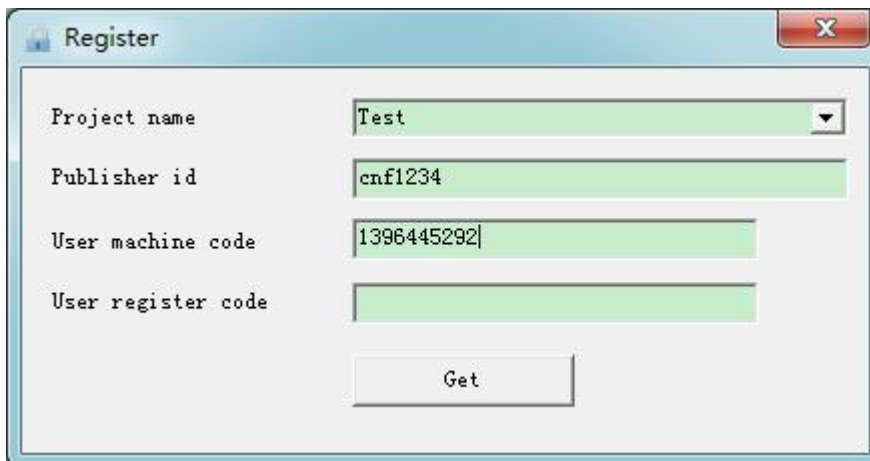 Register
Project name Test
Publisher id cnf1234
User machine code 1396445292
User register code
Get